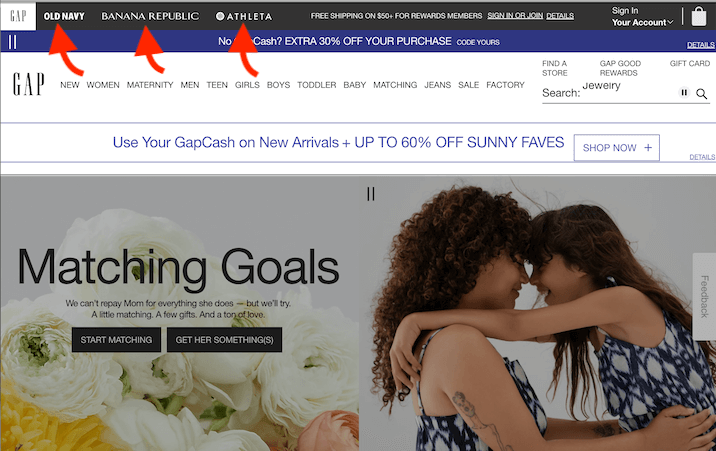 GAP OLD NAVY BANANA REPUBLIC ATHLETA FREE SHIPPING ON $50+ FOR REWARDS MEMBERS SIGN IN OR JOIN DETAILS
Sign In
Your Account
Cash? EXTRA 30% OFF YOUR PURCHASE CODE YOURS
DETAILS
GAP
NEW WOMEN MATERNITY MEN TEEN GIRLS BOYS TODDLER BABY MATCHING JEANS SALE FACTORY
FIND A STORE
GAP GOOD REWARDS
GIFT CARD
Search: Jewelry
Use Your GapCash on New Arrivals + UP TO 60% OFF SUNNY FAVES
SHOP NOW +
DETAILS
Matching Goals
We can't repay Mom for everything she does — but we'll try.
A little matching. A few gifts. And a ton of love.
START MATCHING GET HER SOMETHING(S)
Feedback